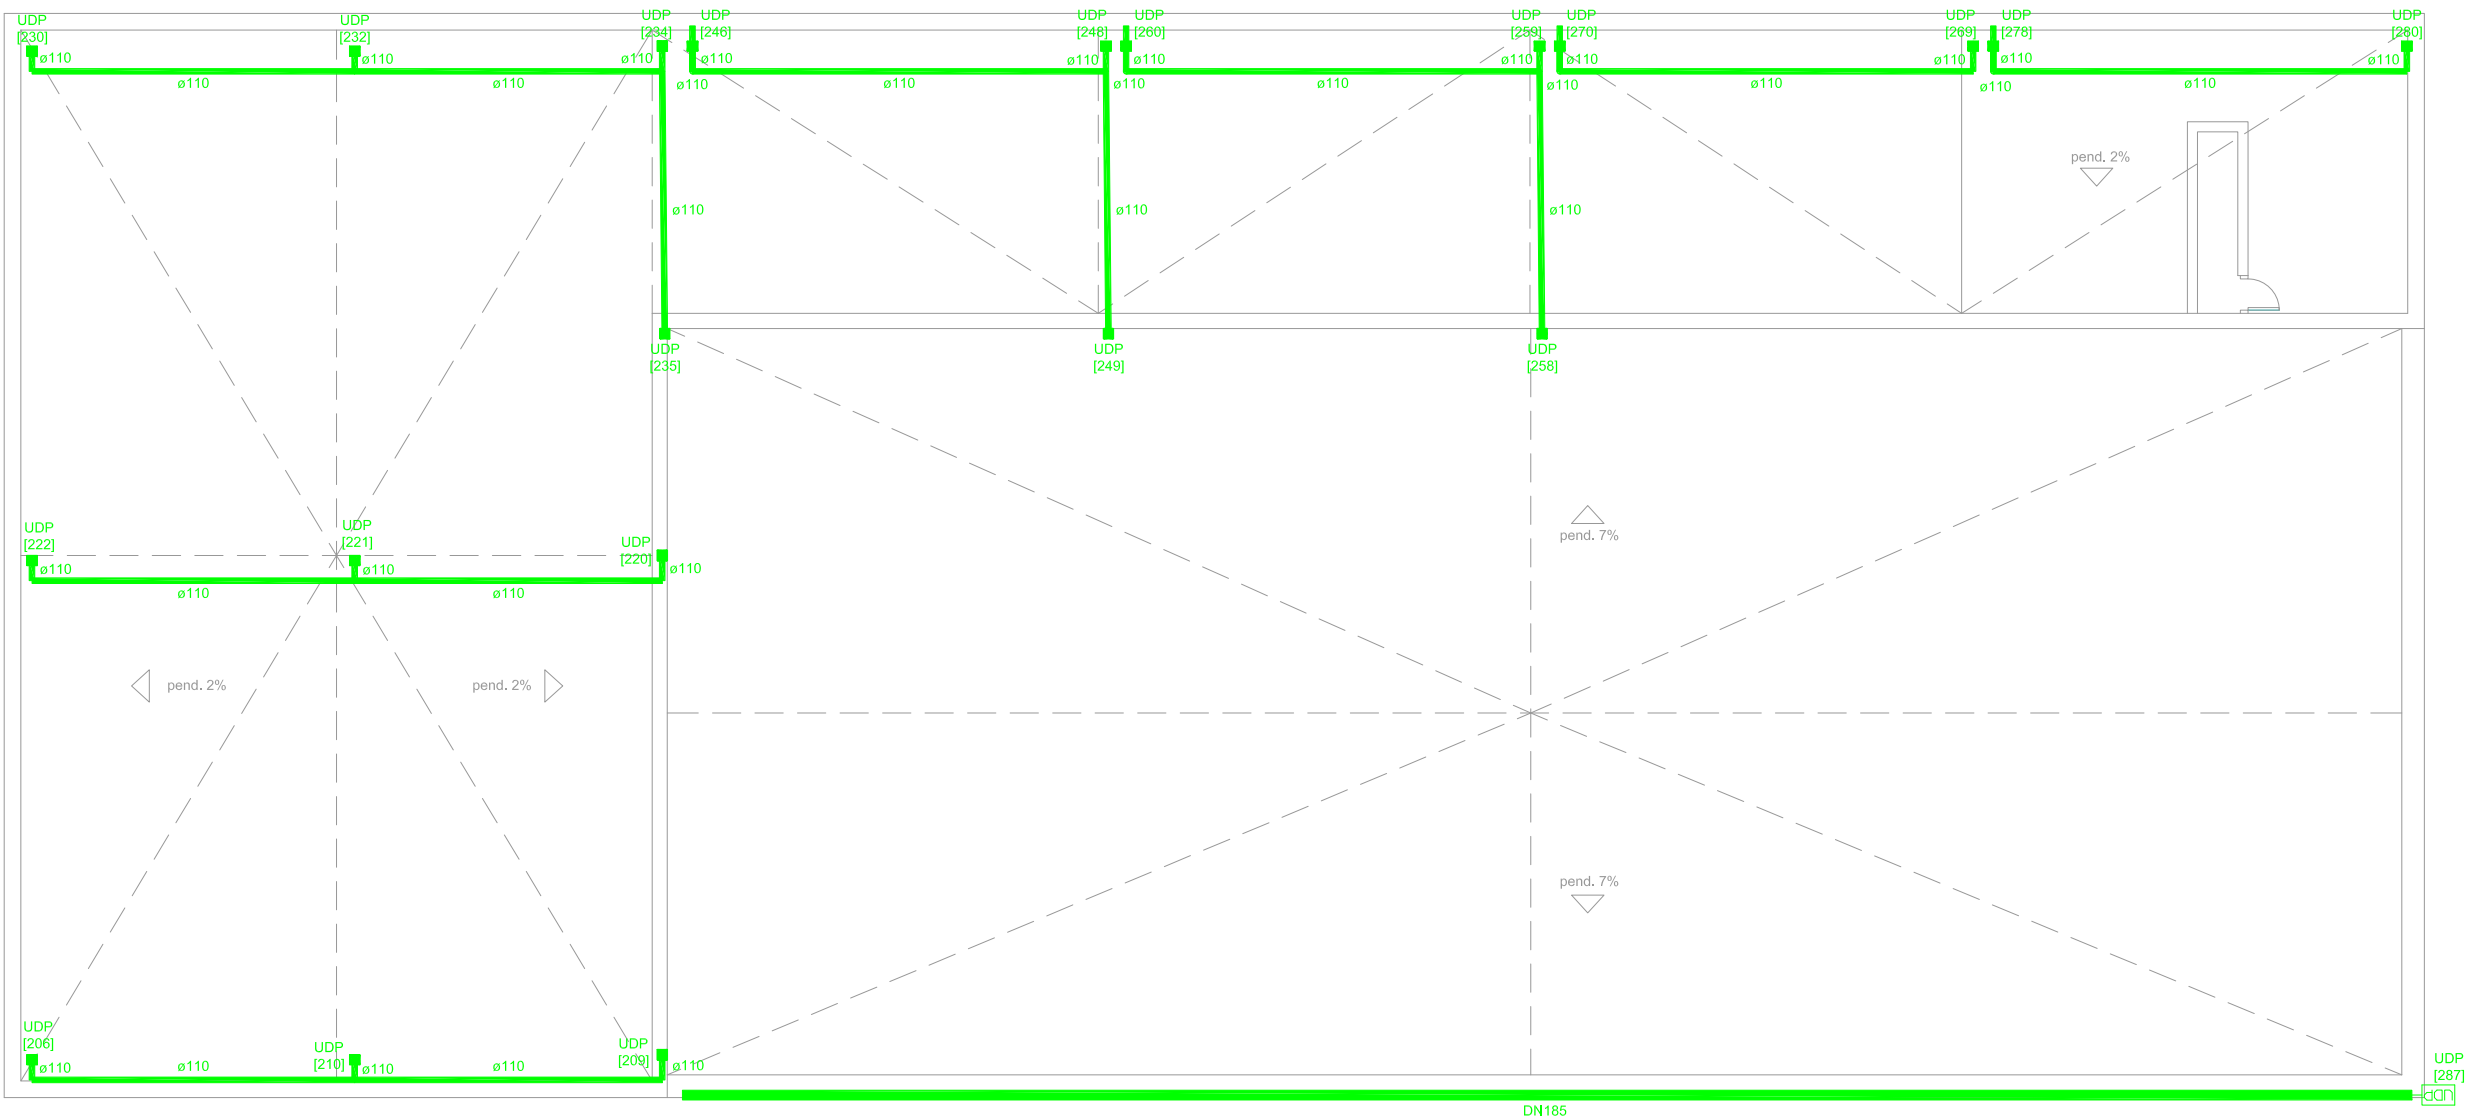 UDP
[230]
ø110
UDP
[232]
ø110
UDP
[234]
ø110
UDP
[246]
ø110
UDP
[248]
ø110
UDP
[260]
ø110
UDP
[259]
ø110
UDP
[270]
ø110
UDP
[269]
ø110
UDP
[278]
ø110
UDP
[280]
ø110
ø110
ø110
ø110
ø110
ø110
ø110
ø110
ø110
ø110
ø110
pend. 2%
ø110
ø110
ø110
UDP
[235]
UDP
[249]
UDP
[258]
UDP
[222]
ø110
UDP
[221]
ø110
UDP
[220]
ø110
pend. 7%
ø110
ø110
pend. 2%
pend. 2%
pend. 7%
UDP
[206]
ø110
ø110
UDP
[210]
ø110
ø110
UDP
[209]
ø110
UDP
[287]
UDP
DN185